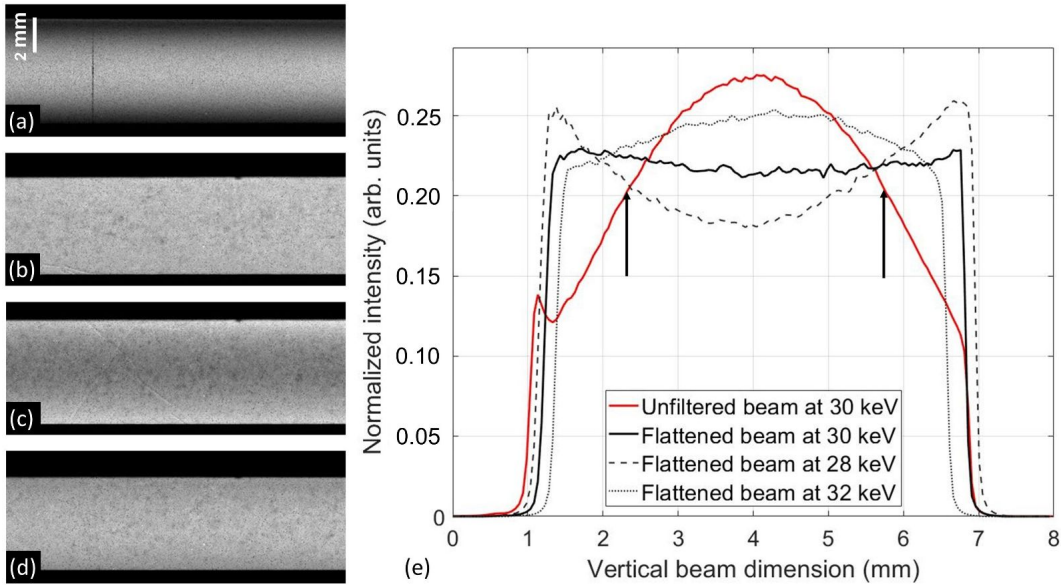 2 mm
(a)
(b)
(c)
(d)
Normalized intensity (arb. units)
0.25
0.20
0.15
0.10
0.05
0
Unfiltered beam at 30 keV
Flattened beam at 30 keV
Flattened beam at 28 keV
Flattened beam at 32 keV
0 1 2 3 4 5 6 7 8
(e)
Vertical beam dimension (mm)